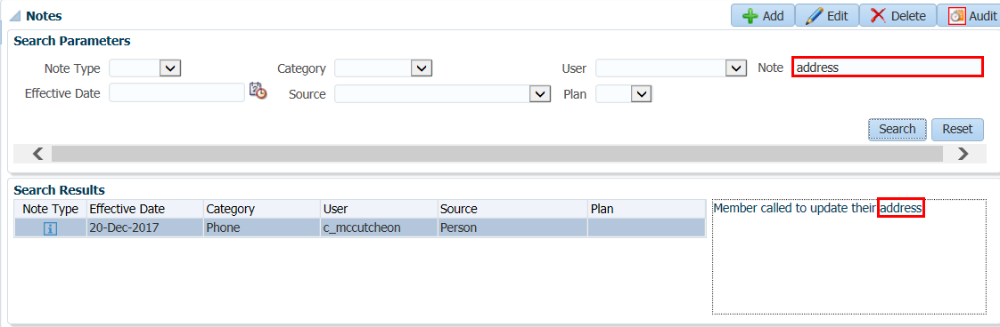 Notes Add Edit Delete Audit
Search Parameters
Note Type Category User Note address
Effective Date Source Plan
Search Reset
Search Results
Note Type Effective Date Category User Source Plan
20-Dec-2017 Phone c_mccutcheon Person
Member called to update their address